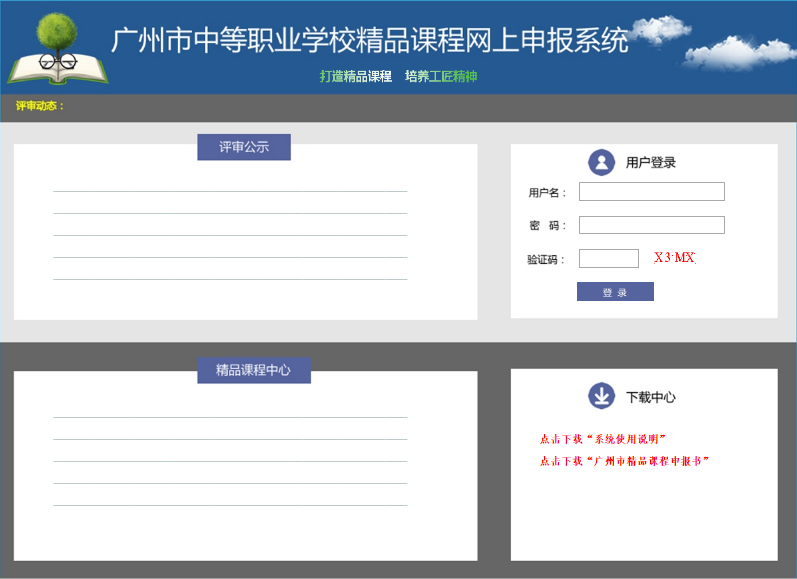 广州市中等职业学校精品课程网上申报系统
打造精品课程 培养工匠精神
评审动态：
评审公示
用户登录
用户名：
密 码：
验证码： X3MX
登 录
精品课程中心
下载中心
点击下载“系统使用说明”
点击下载“广州市精品课程申报书”